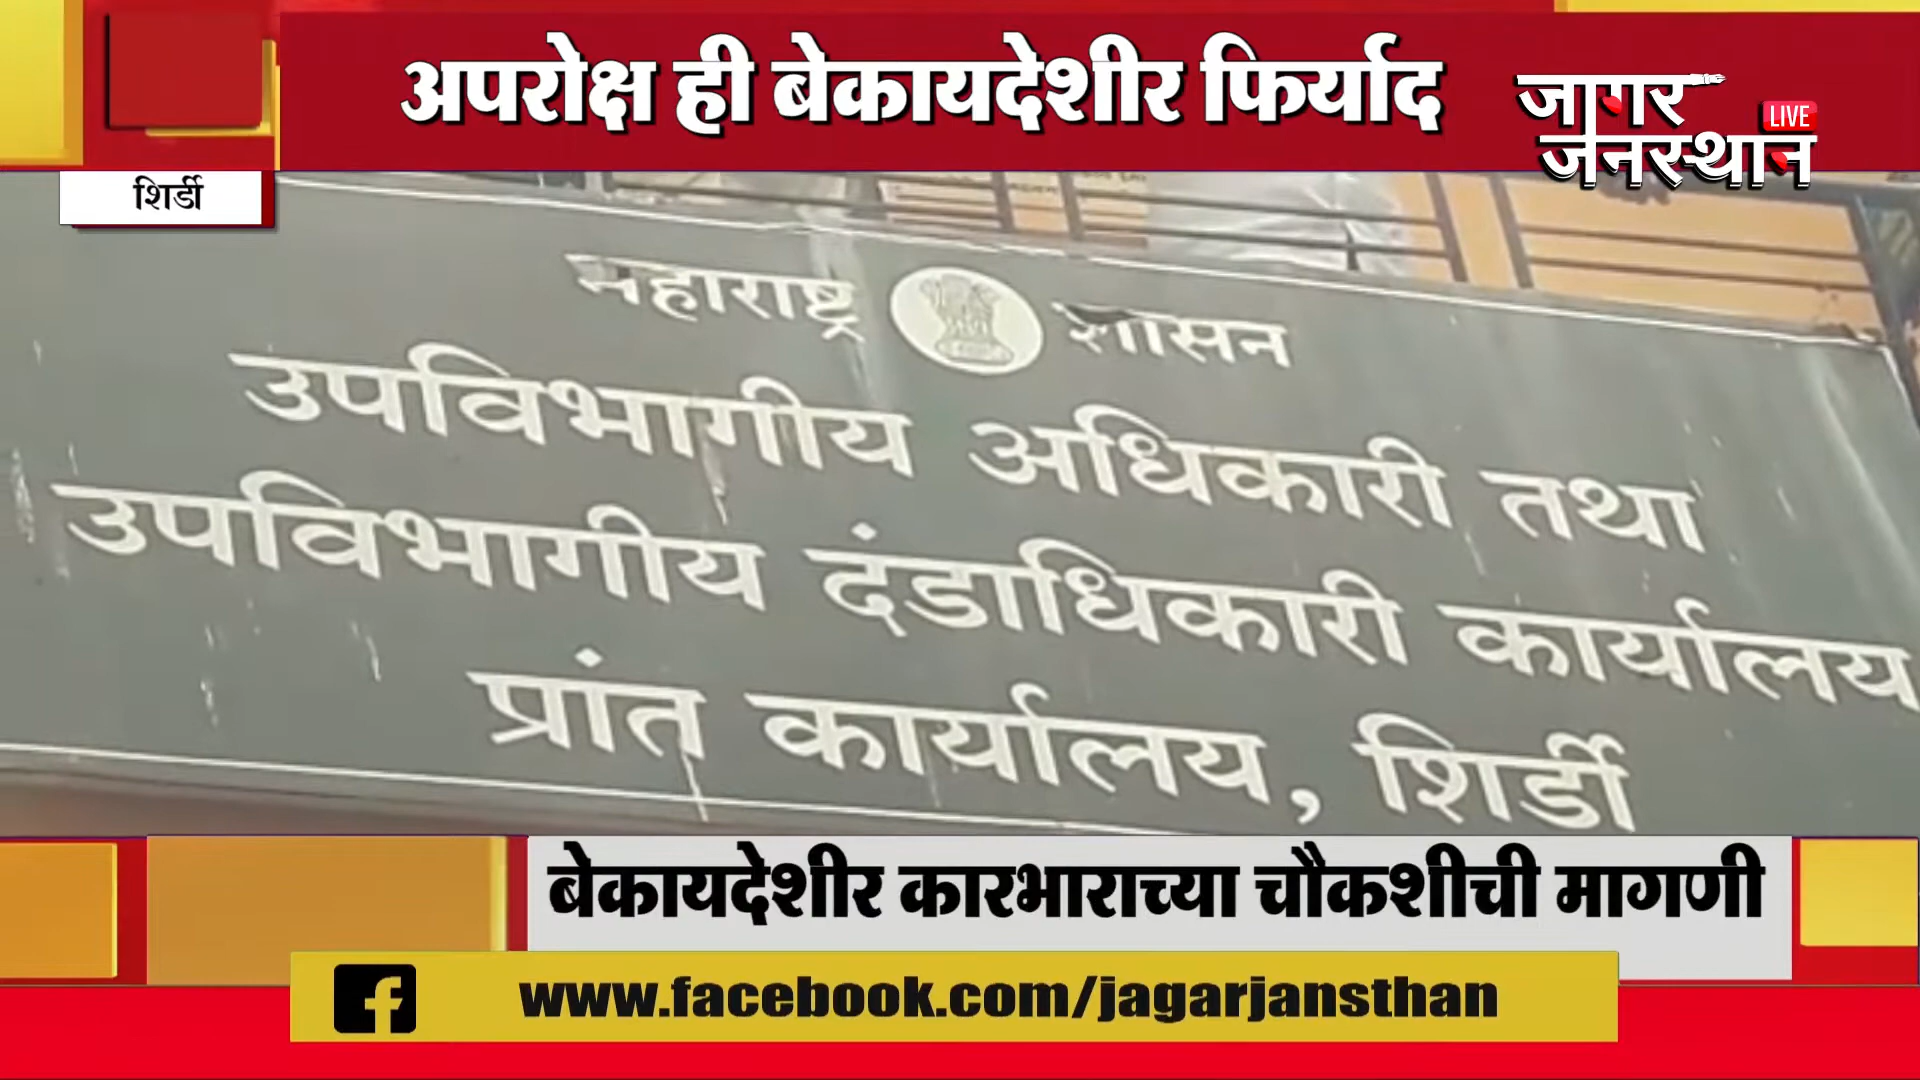 अपरोक्ष ही बेकायदेशीर फिर्याद
जागर
LIVE
जनस्थान
शिर्डी
महाराष्ट्र शासन
उपविभागीय अधिकारी तथा
उपविभागीय दंडाधिकारी कार्यालय
प्रांत कार्यालय, शिर्डी
बेकायदेशीर कारभाराच्या चौकशीची मागणी
www.facebook.com/jagarjansthan